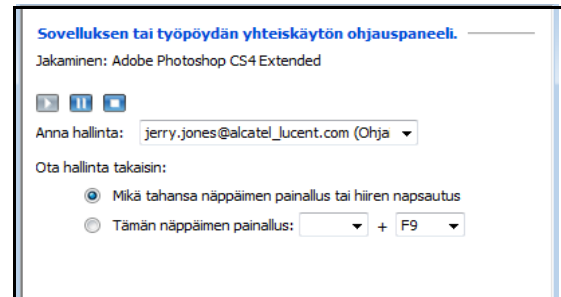 Sovelluksen tai työpöydän yhteiskäytön ohjauspaneeli.
Jakaminen: Adobe Photoshop CS4 Extended
Anna hallinta: jerry.jones@alcatel_lucent.com (Ohja
Ota hallinta takaisin:
Mikä tahansa näppäimen painallus tai hiiren napsautus
Tämän näppäimen painallus: + F9